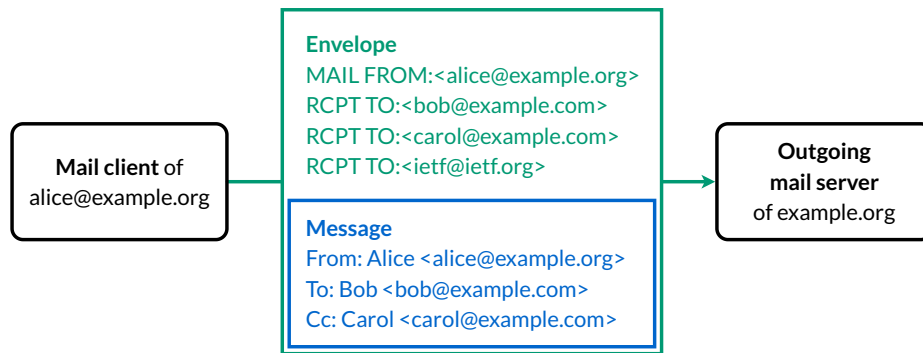 Mail client of
alice@example.org
Envelope
MAIL FROM:<alice@example.org>
RCPT TO:<bob@example.com>
RCPT TO:<carol@example.com>
RCPT TO:<ietf@ietf.org>
Message
From: Alice <alice@example.org>
To: Bob <bob@example.com>
Cc: Carol <carol@example.com>
Outgoing
mail server
of example.org